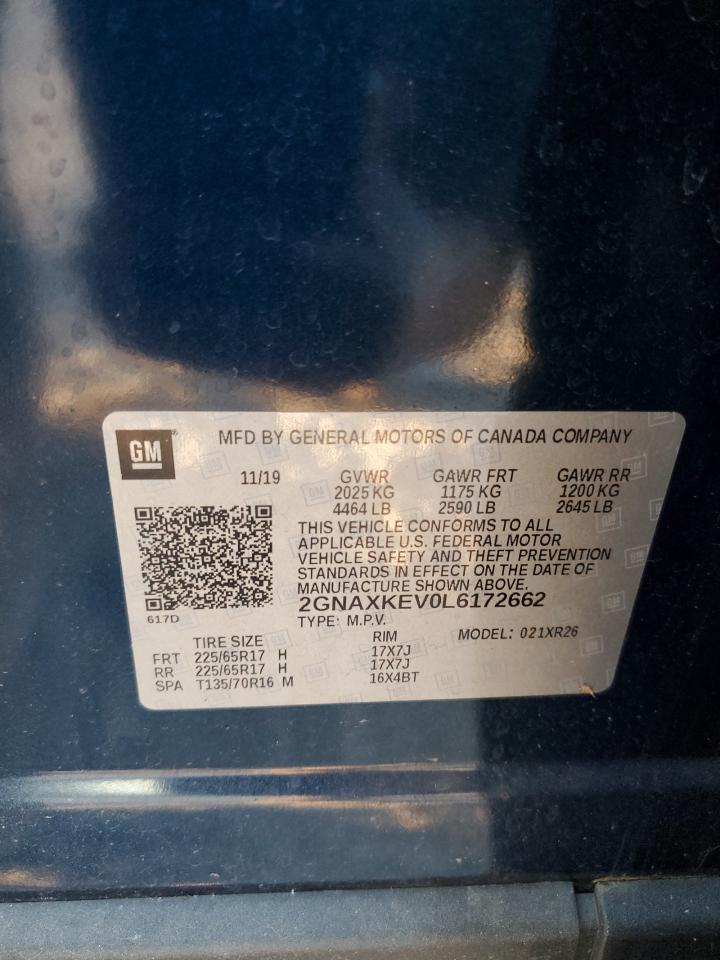 GM
MFD BY GENERAL MOTORS OF CANADA COMPANY
11/19 GVWR GAWR FRT GAWR RR
2025 KG 1175 KG 1200 KG
4464 LB 2590 LB 2645 LB
THIS VEHICLE CONFORMS TO ALL
APPLICABLE U.S. FEDERAL MOTOR
VEHICLE SAFETY AND THEFT PREVENTION
STANDARDS IN EFFECT ON THE DATE OF
MANUFACTURE SHOWN ABOVE.
2GNAXKEV0L6172662
617D
TYPE: M.P.V.
TIRE SIZE RIM MODEL: 021XR26
FRT 225/65R17 H 17X7J
RR 225/65R17 H 17X7J
SPA T135/70R16 M 16X4BT